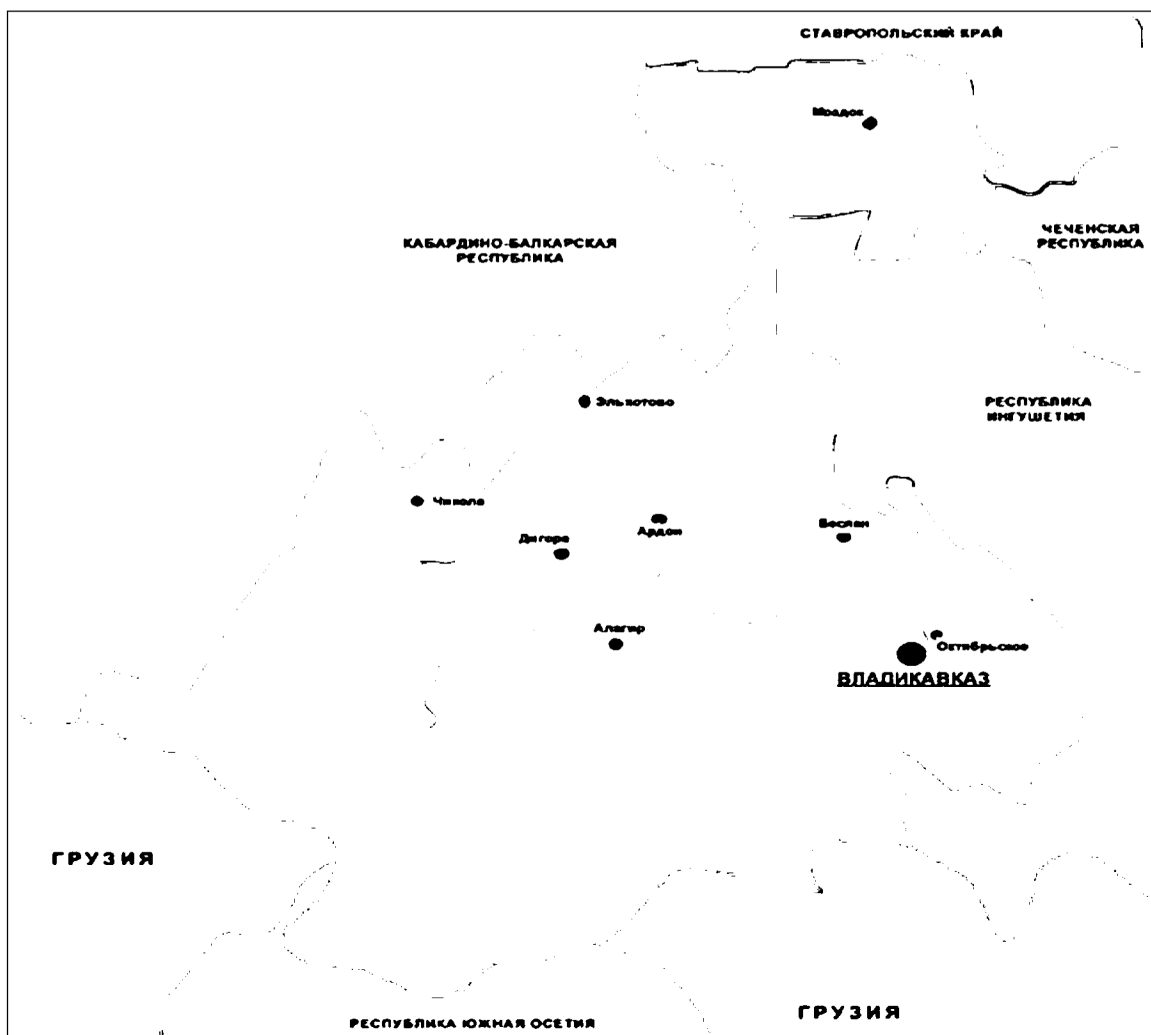 СТАВРОПОЛЬСКИЙ КРАЙ
Моздок
ЧЕЧЕНСКАЯ
РЕСПУБЛИКА
КАБАРДИНО-БАЛКАРСКАЯ
РЕСПУБЛИКА
Эльхотово
РЕСПУБЛИКА
ИНГУШЕТИЯ
Чикола
Дигора
Ардон
Беслан
Алагир
Октябрьское
ВЛАДИКАВКАЗ
ГРУЗИЯ
ГРУЗИЯ
РЕСПУБЛИКА ЮЖНАЯ ОСЕТИЯ